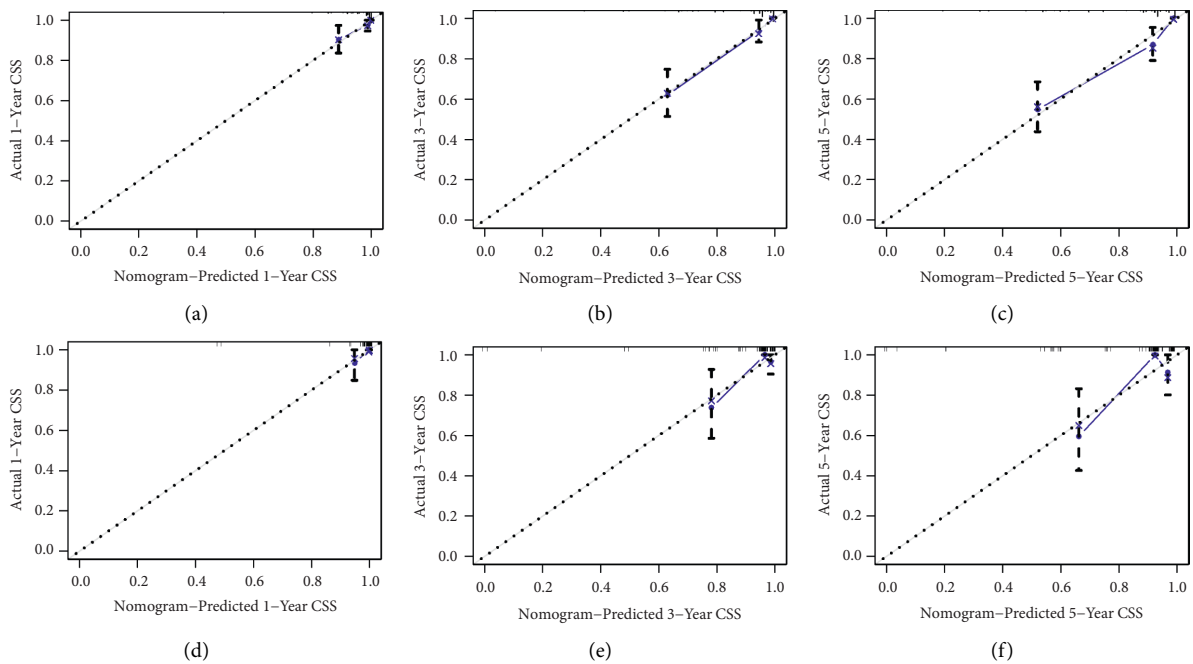 Actual 1−Year CSS
1.0
0.8
0.6
0.4
0.2
0.0
0.0 0.2 0.4 0.6 0.8 1.0
Nomogram−Predicted 1−Year CSS
(a)
Actual 3−Year CSS
1.0
0.8
0.6
0.4
0.2
0.0
0.0 0.2 0.4 0.6 0.8 1.0
Nomogram−Predicted 3−Year CSS
(b)
Actual 5−Year CSS
1.0
0.8
0.6
0.4
0.2
0.0
0.0 0.2 0.4 0.6 0.8 1.0
Nomogram−Predicted 5−Year CSS
(c)
Actual 1−Year CSS
1.0
0.8
0.6
0.4
0.2
0.0
0.0 0.2 0.4 0.6 0.8 1.0
Nomogram−Predicted 1−Year CSS
(d)
Actual 3−Year CSS
1.0
0.8
0.6
0.4
0.2
0.0
0.0 0.2 0.4 0.6 0.8 1.0
Nomogram−Predicted 3−Year CSS
(e)
Actual 5−Year CSS
1.0
0.8
0.6
0.4
0.2
0.0
0.0 0.2 0.4 0.6 0.8 1.0
Nomogram−Predicted 5−Year CSS
(f)